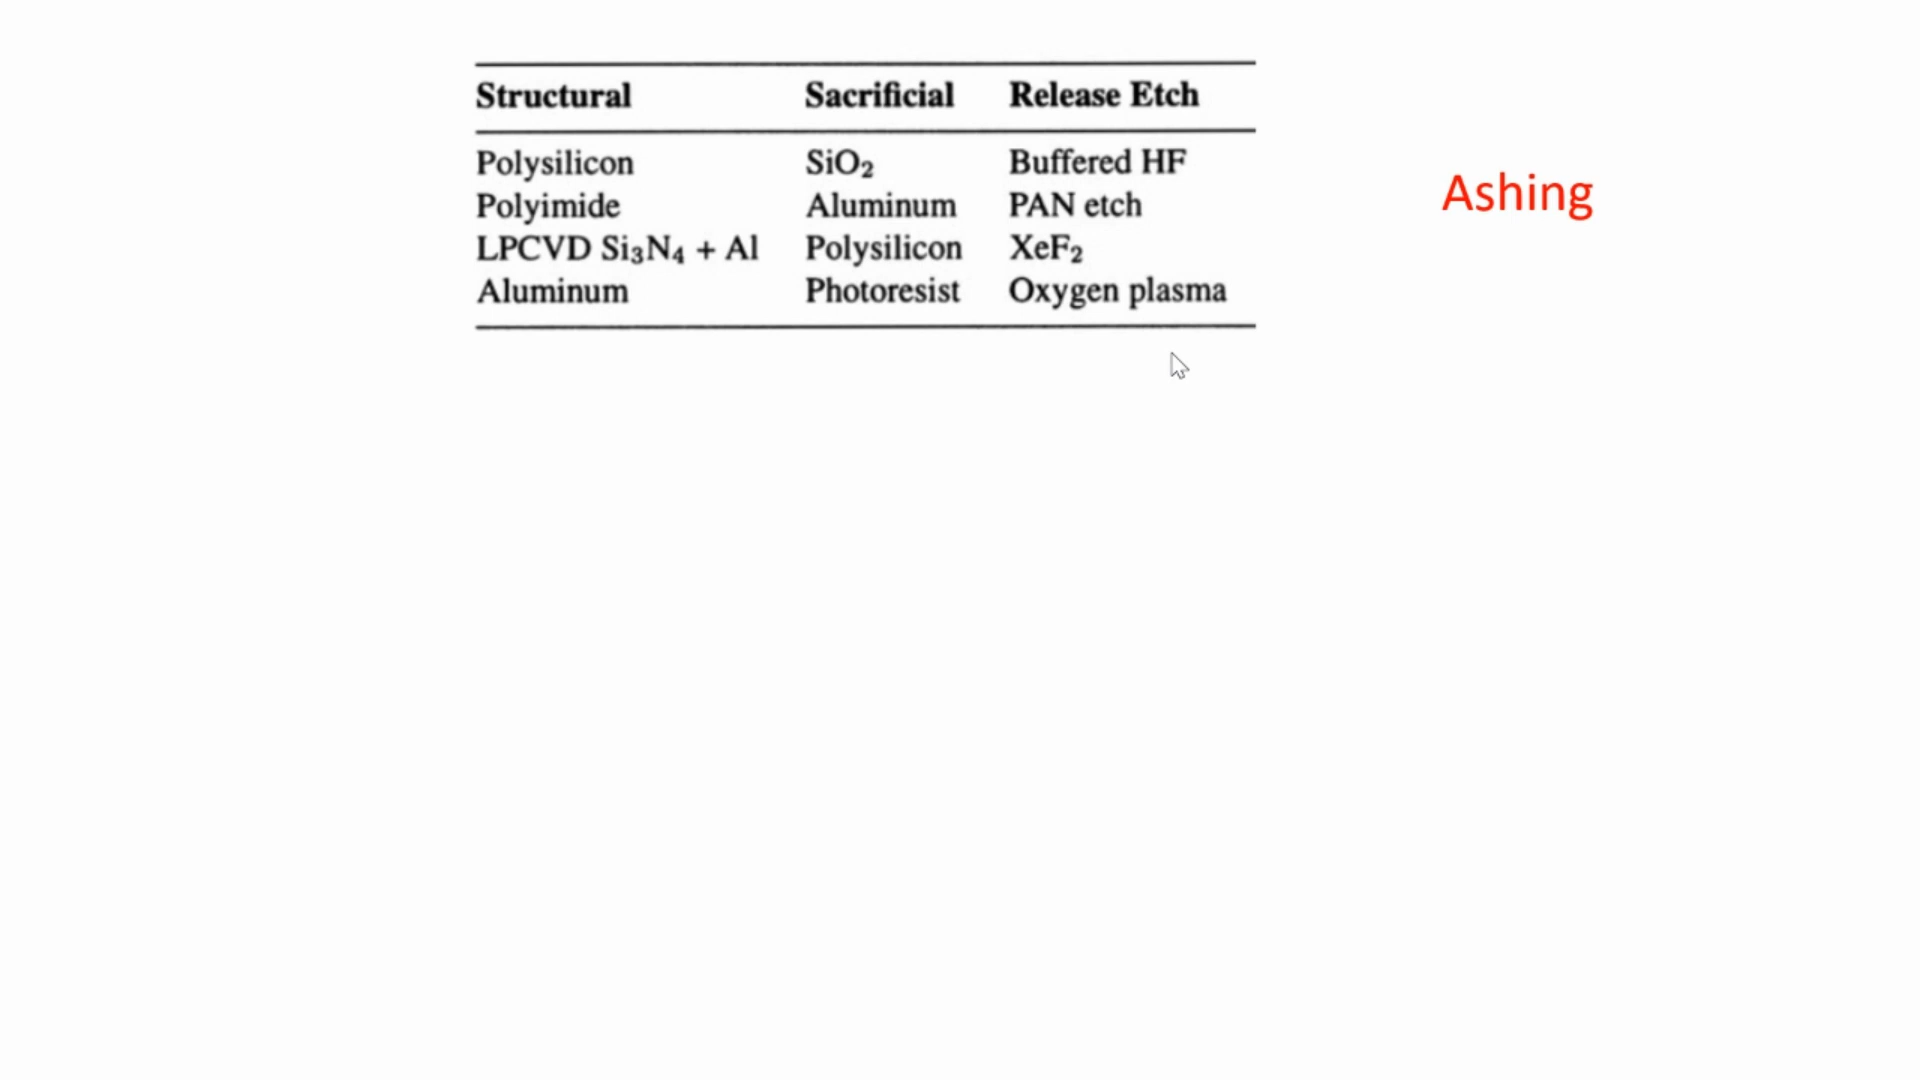 Structural Sacrificial Release Etch
Polysilicon SiO₂ Buffered HF
Polyimide Aluminum PAN etch
LPCVD Si₃N₄ + Al Polysilicon XeF₂
Aluminum Photoresist Oxygen plasma
Ashing